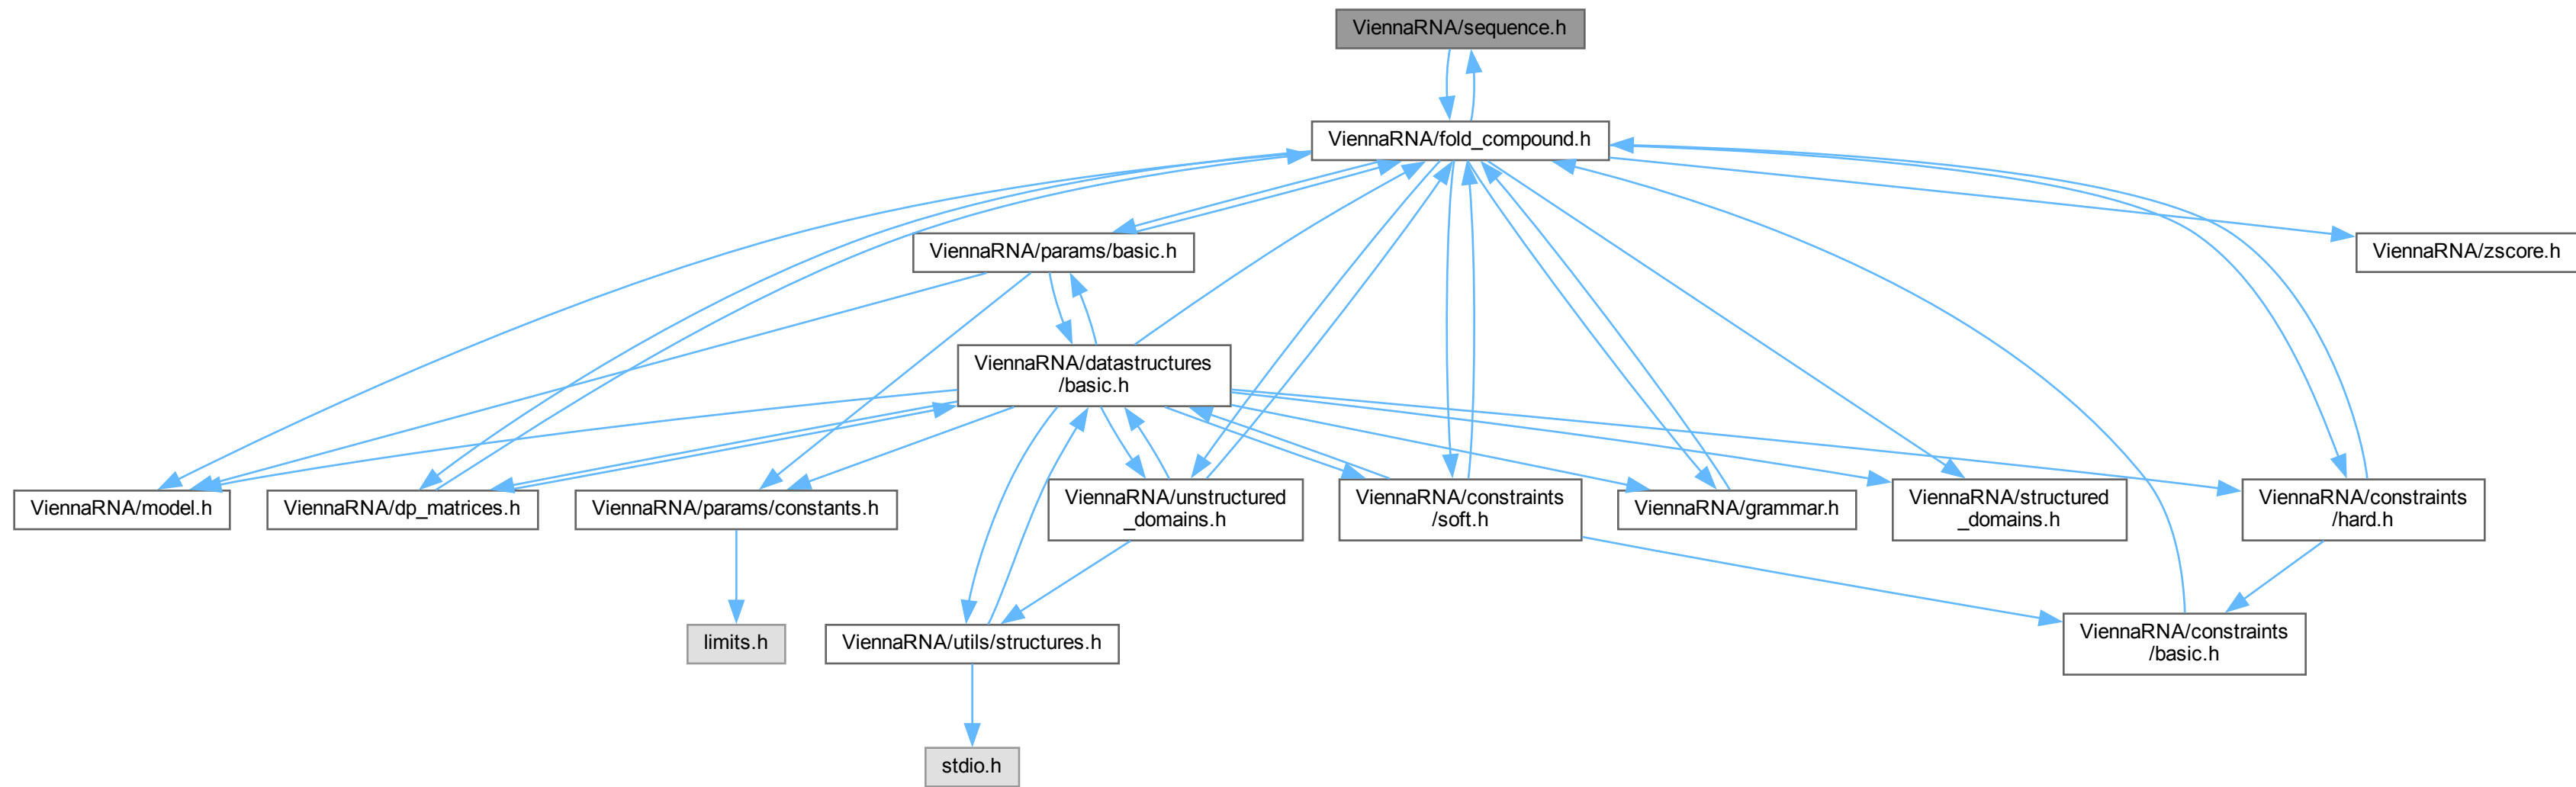 ViennaRNA/sequence.h
ViennaRNA/fold_compound.h
ViennaRNA/params/basic.h
ViennaRNA/zscore.h
ViennaRNA/datastructures
/basic.h
ViennaRNA/model.h
ViennaRNA/dp_matrices.h
ViennaRNA/params/constants.h
ViennaRNA/unstructured
_domains.h
ViennaRNA/constraints
/soft.h
ViennaRNA/grammar.h
ViennaRNA/structured
_domains.h
ViennaRNA/constraints
/hard.h
limits.h
ViennaRNA/utils/structures.h
ViennaRNA/constraints
/basic.h
stdio.h